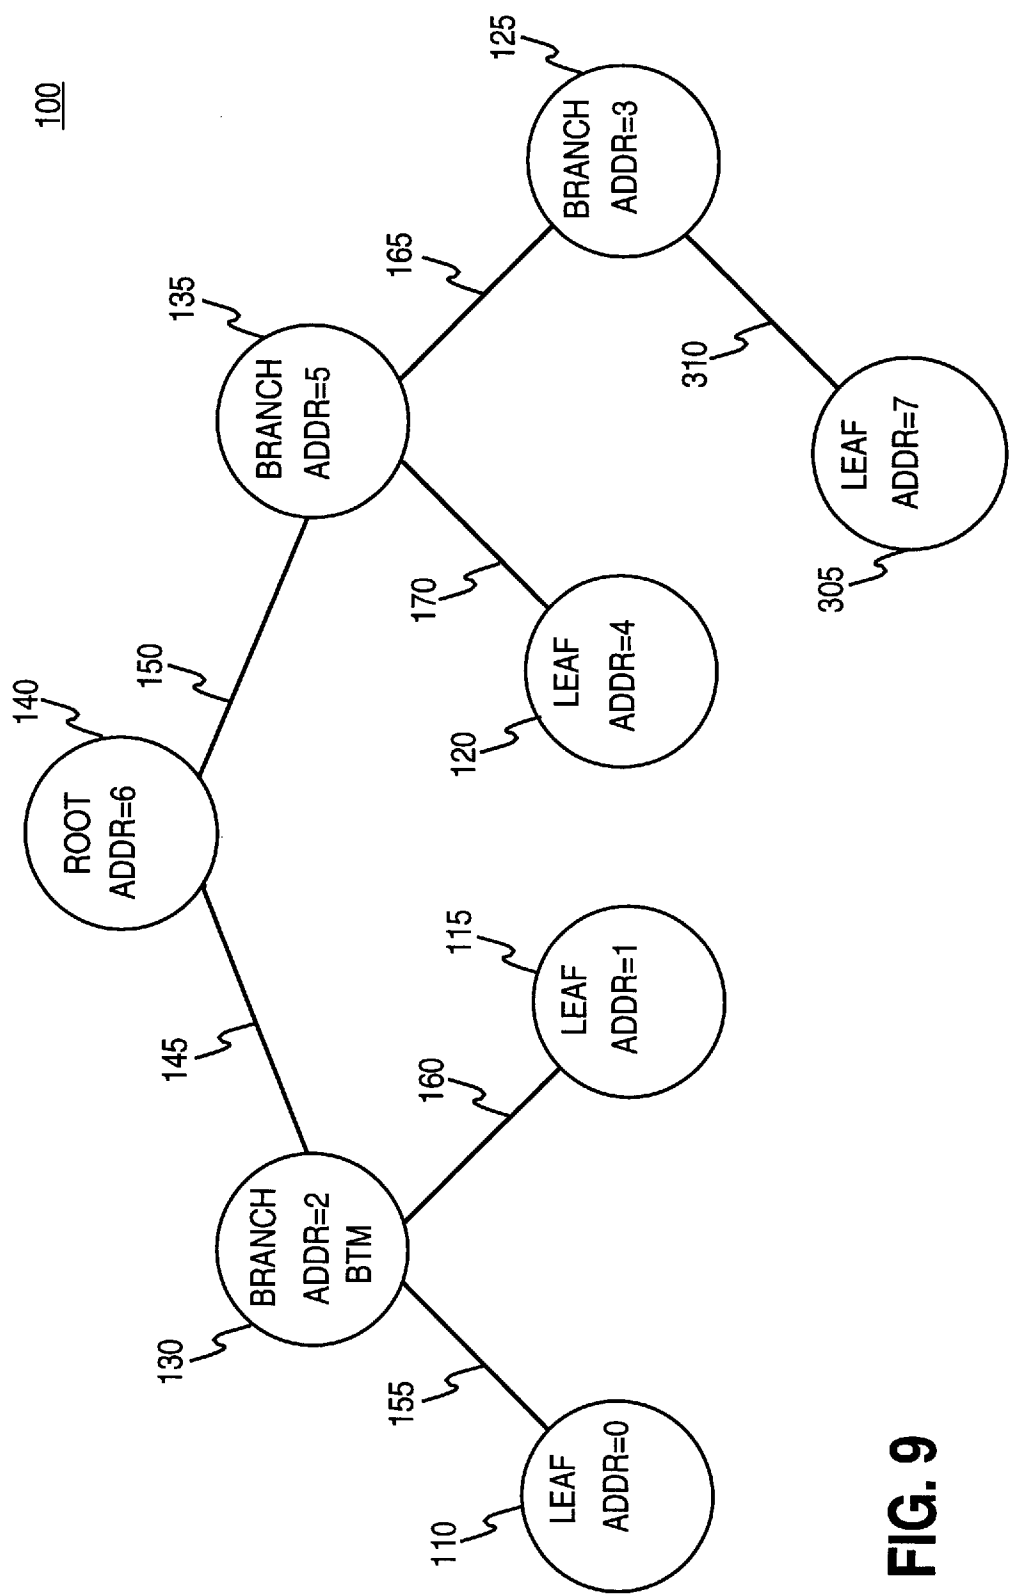 100
140
ROOT
ADDR=6
145
150
130
BRANCH
ADDR=2
BTM
135
BRANCH
ADDR=5
155
160
170
165
110
LEAF
ADDR=0
115
LEAF
ADDR=1
120
LEAF
ADDR=4
125
BRANCH
ADDR=3
310
305
LEAF
ADDR=7
FIG. 9